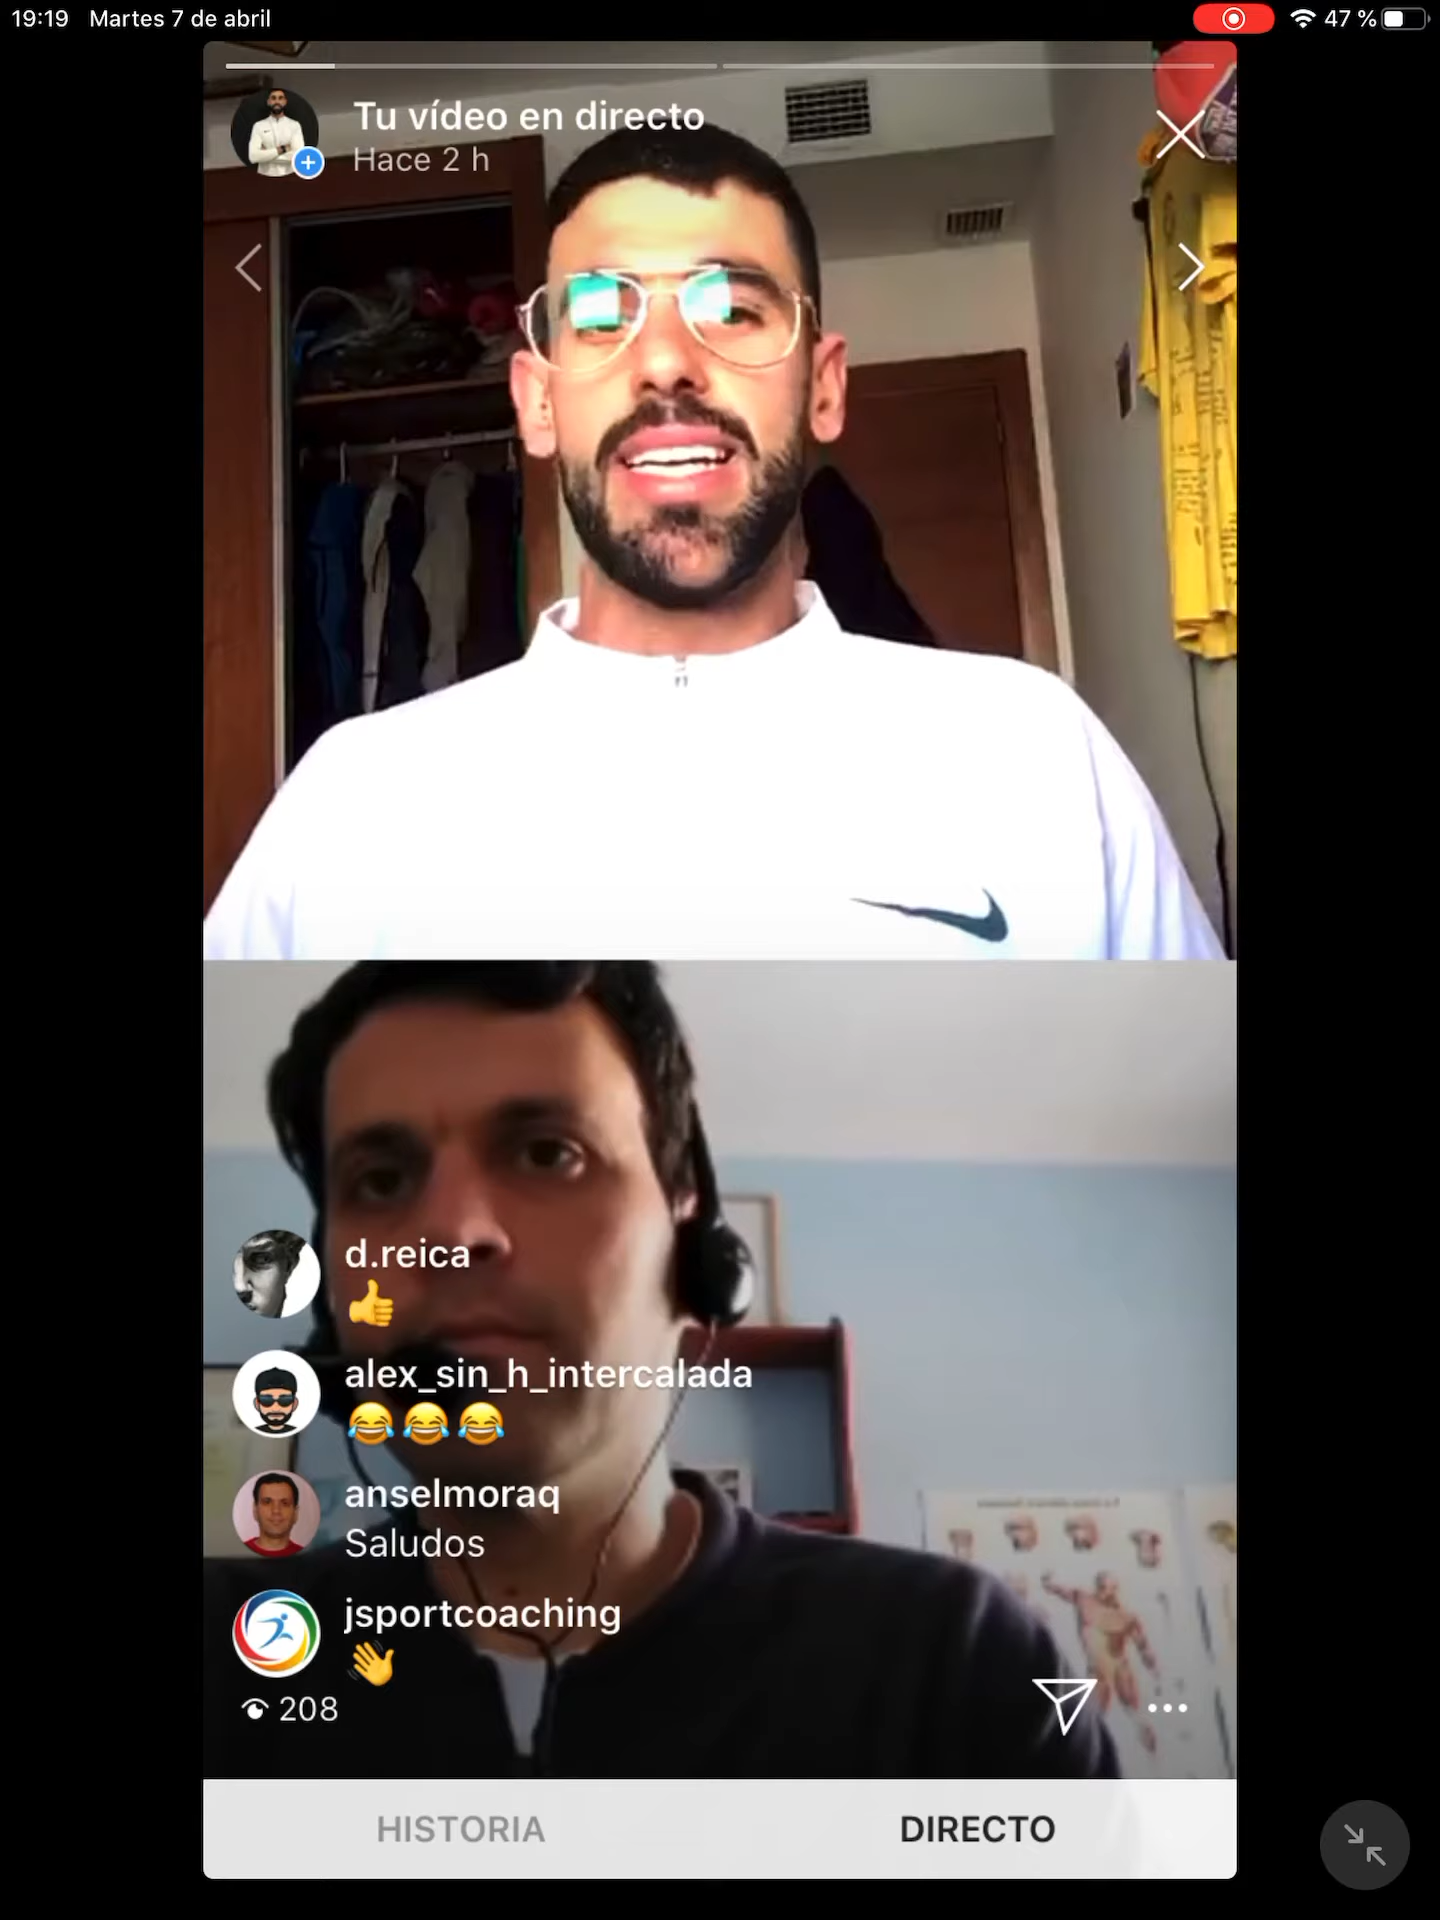 19:19 Martes 7 de abril
47 %
Tu vídeo en directo
Hace 2 h
d.reica
👍
alex_sin_h_intercalada
😂😂😂
anselmoraq
Saludos
jsportcoaching
👋
208
HISTORIA
DIRECTO